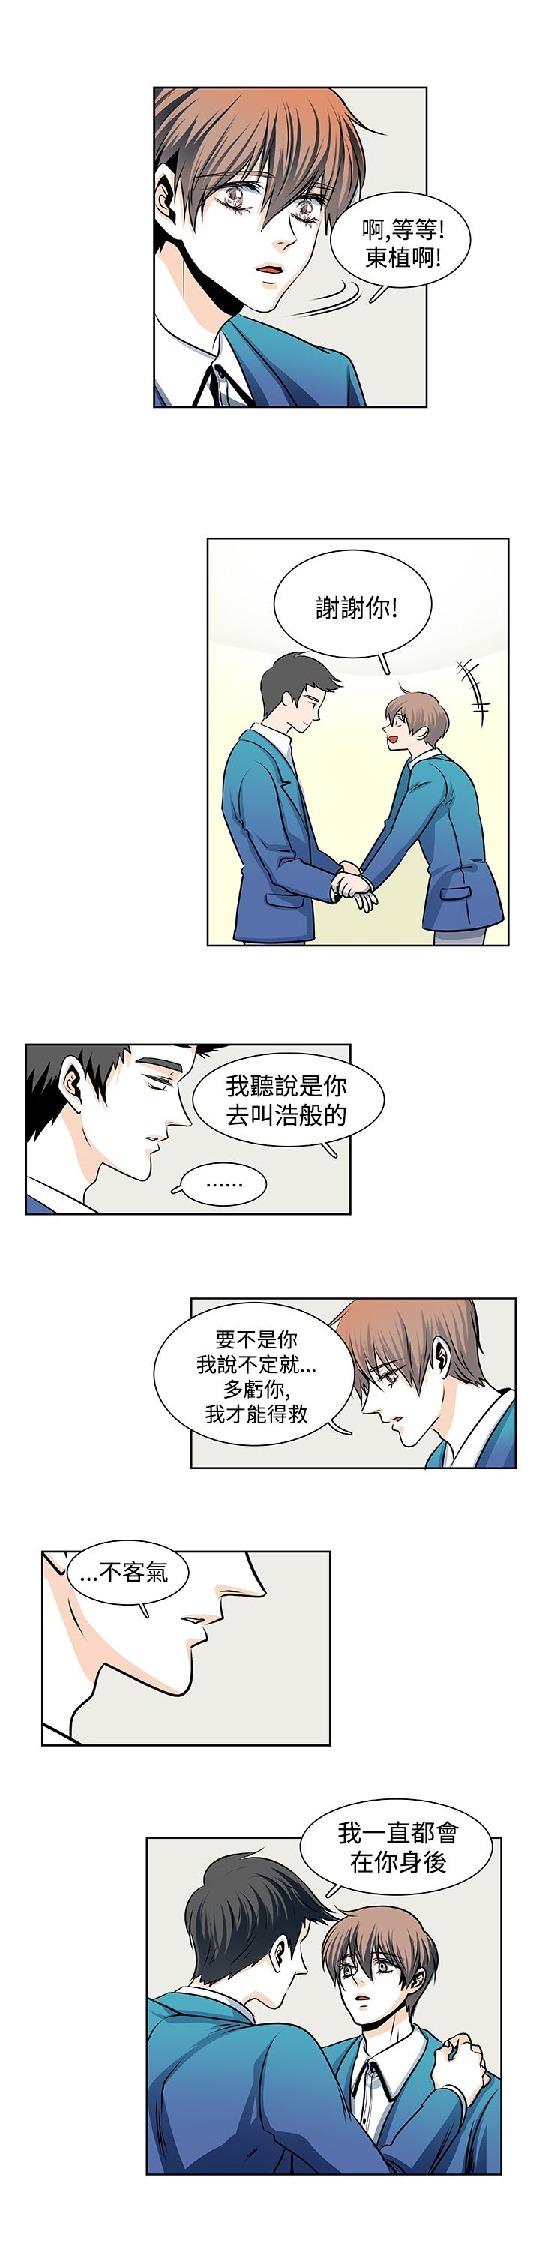 啊,等等!
東植啊!
謝謝你!
我聽說是你
去叫浩般的
……
要不是你
我說不定就...
多虧你,
我才能得救
...不客氣
我一直都會
在你身後